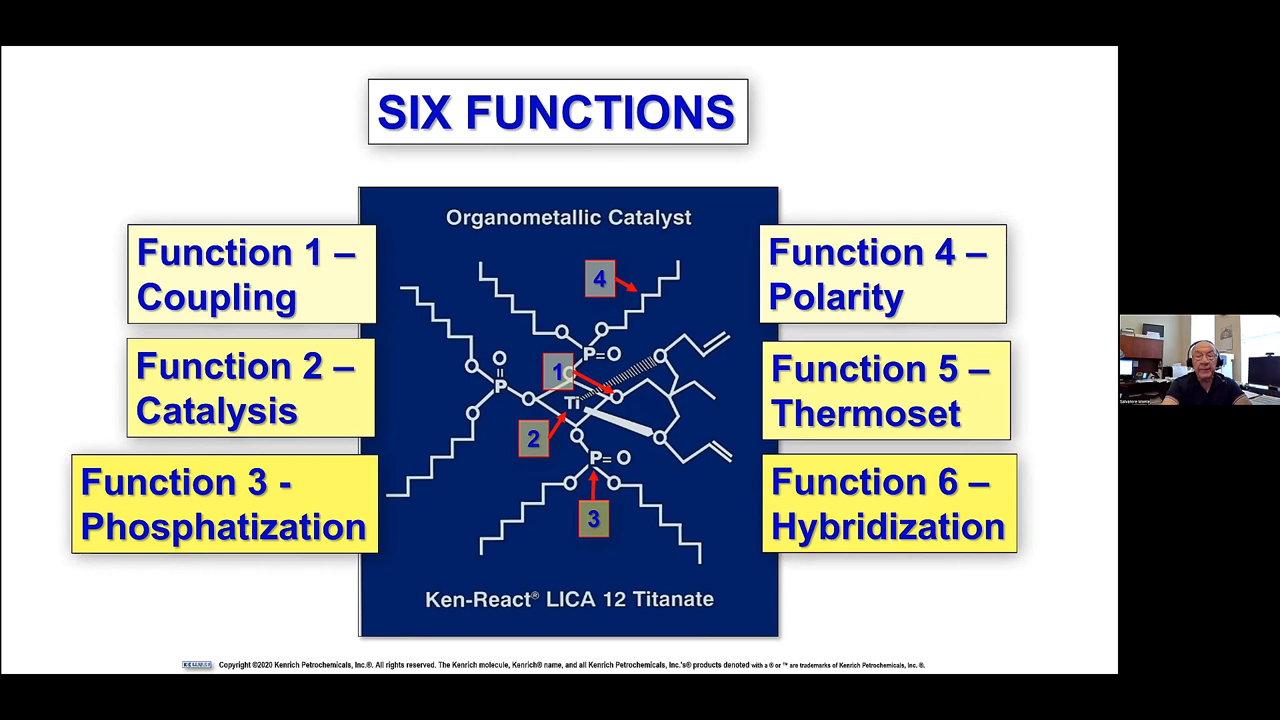 SIX FUNCTIONS
Organometallic Catalyst
Function 1 –
Coupling
Function 2 –
Catalysis
Function 3 -
Phosphatization
Function 4 –
Polarity
Function 5 –
Thermoset
Function 6 –
Hybridization
4
1
2
3
O
O
P=O
O
O
P
O
O
O
Ti
O
O
O
O
P=O
O
O
Ken-React® LICA 12 Titanate
Copyright ©2020 Kenrich Petrochemicals, Inc.®. All rights reserved. The Kenrich molecule, Kenrich® name, and all Kenrich Petrochemicals, Inc.'s® products denoted with a ® or ™ are trademarks of Kenrich Petrochemicals, Inc. ®.